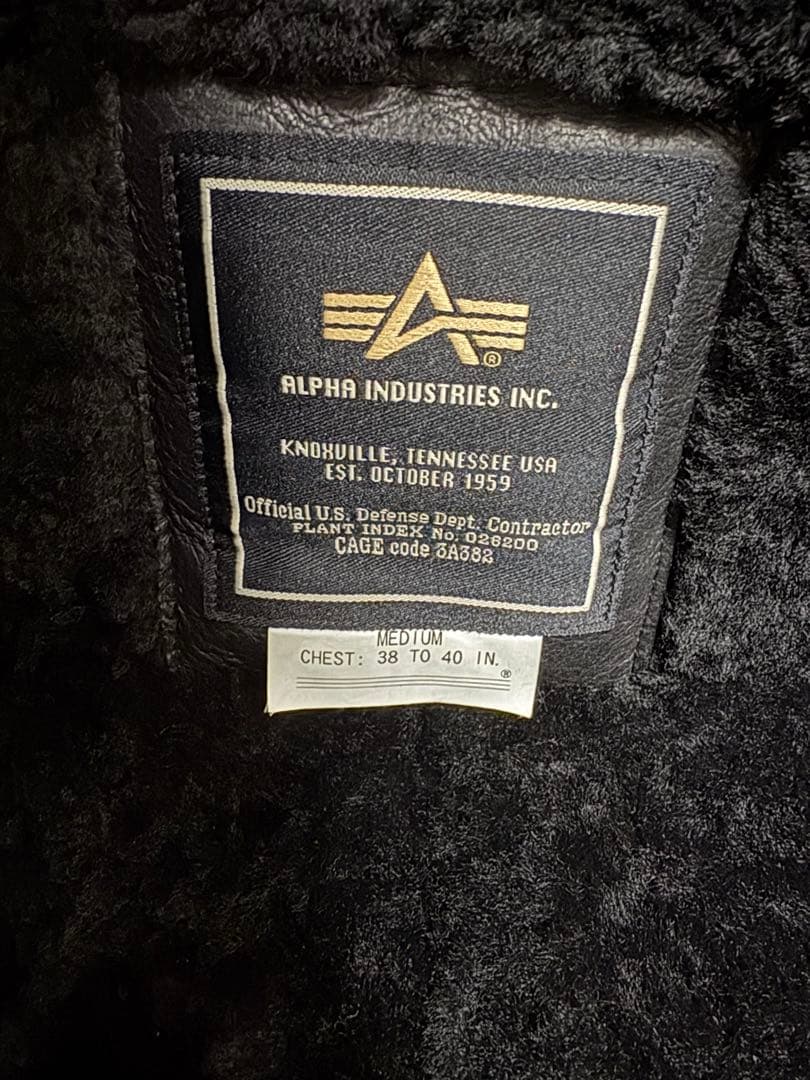 ®
ALPHA INDUSTRIES INC.
KNOXVILLE, TENNESSEE USA
EST. OCTOBER 1959
Official U.S. Defense Dept. Contractor
PLANT INDEX No. 026200
CAGE code 3A382
MEDIUM
CHEST: 38 TO 40 IN.
®